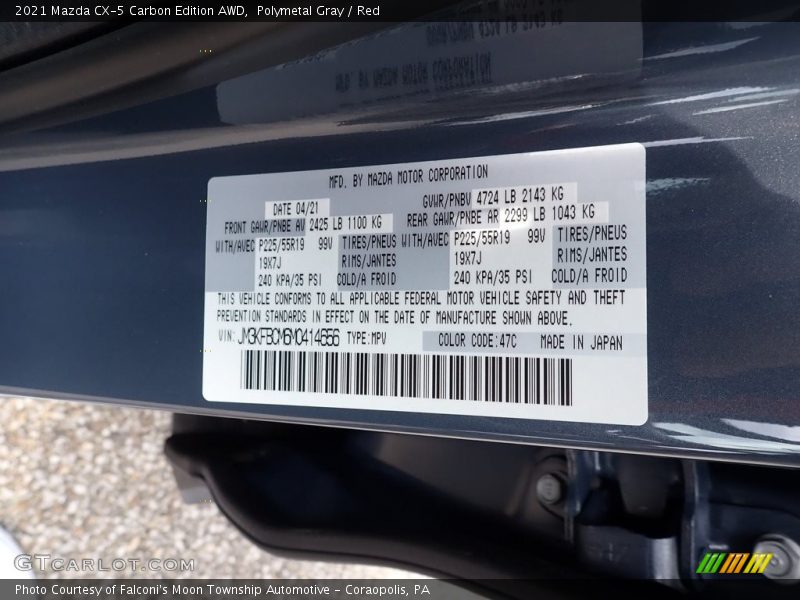 2021 Mazda CX-5 Carbon Edition AWD,  Polymetal Gray / Red
MFD. BY MAZDA MOTOR CORPORATION
DATE 04/21 GVWR/PNBV 4724 LB 2143 KG
FRONT GAWR/PNBE AV 2425 LB 1100 KG REAR GAWR/PNBE AR 2299 LB 1043 KG
WITH/AVEC P225/55R19 99V TIRES/PNEUS WITH/AVEC P225/55R19 99V TIRES/PNEUS
19X7J RIMS/JANTES 19X7J RIMS/JANTES
240 KPA/35 PSI COLD/A FROID 240 KPA/35 PSI COLD/A FROID
THIS VEHICLE CONFORMS TO ALL APPLICABLE FEDERAL MOTOR VEHICLE SAFETY AND THEFT
PREVENTION STANDARDS IN EFFECT ON THE DATE OF MANUFACTURE SHOWN ABOVE.
VIN: JM3KFBCM6M0414656 TYPE:MPV COLOR CODE:47C MADE IN JAPAN
GTCARLOT.COM
Photo Courtesy of Falconi's Moon Township Automotive - Coraopolis, PA